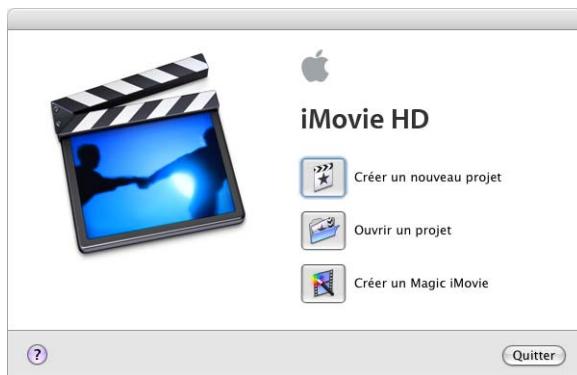 iMovie HD
Créer un nouveau projet
Ouvrir un projet
Créer un Magic iMovie
?
Quitter